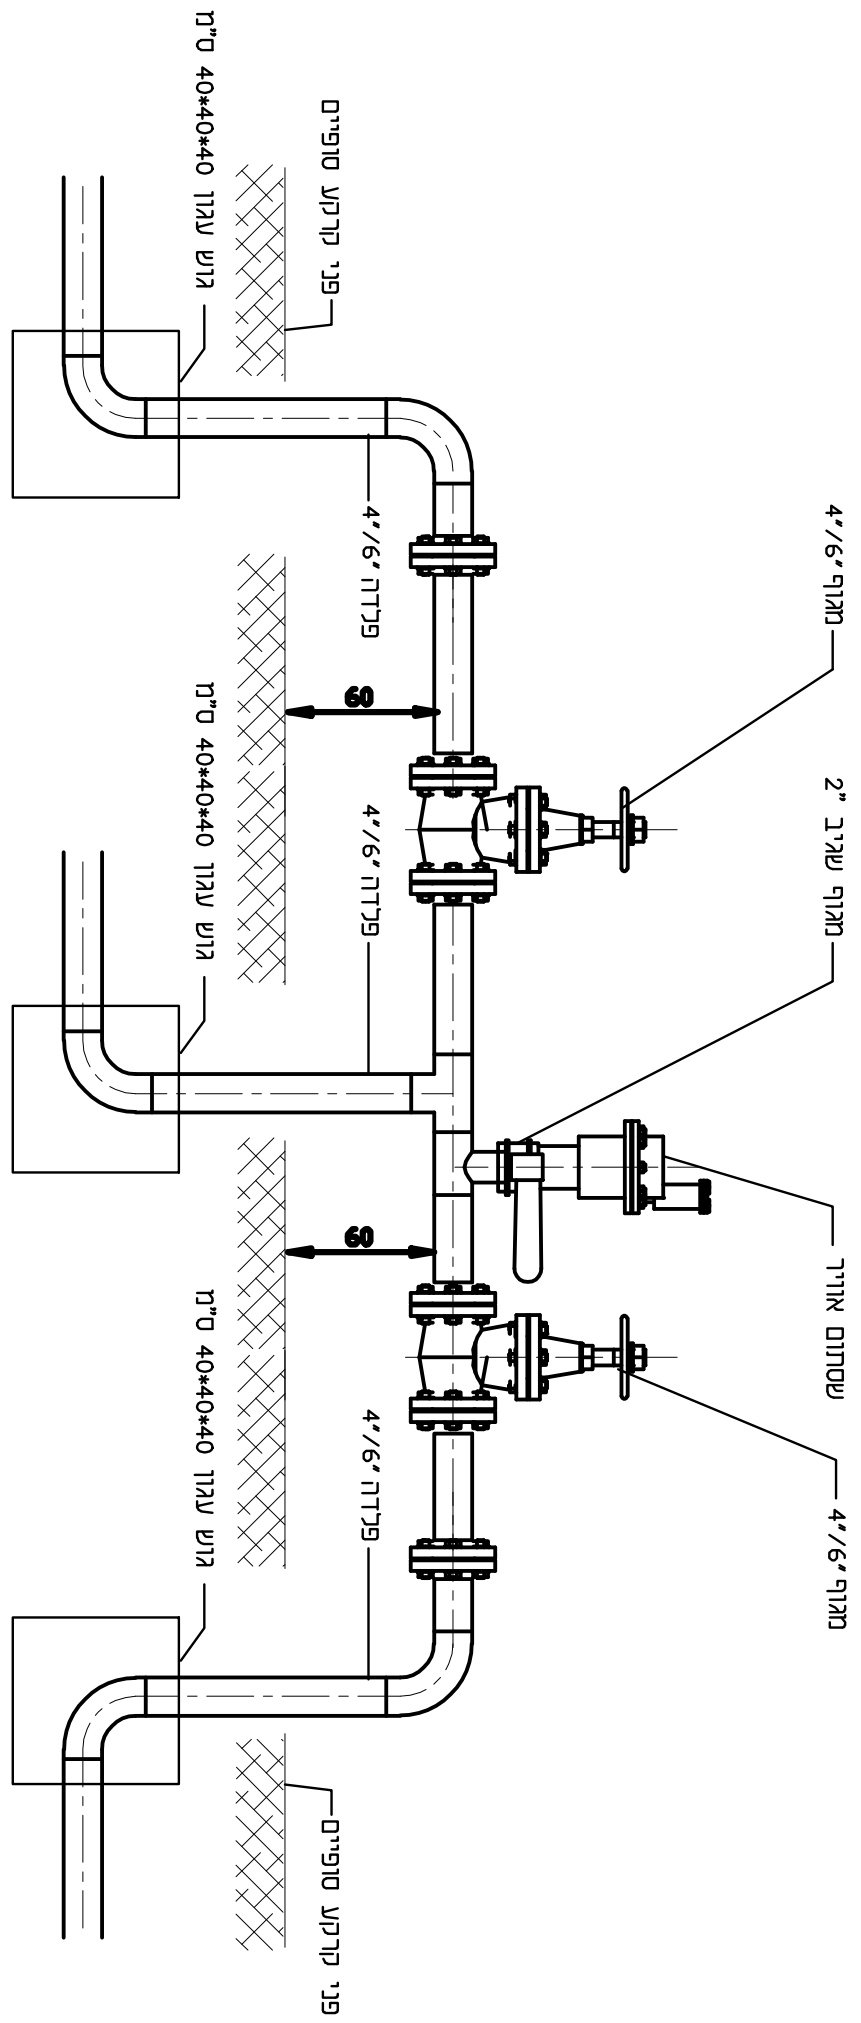 מגוף 4"/6"
מגוף שגיב 2"
שסתום אוויר
מגוף 4"/6"
פלדה 4"/6"
פלדה 4"/6"
פלדה 4"/6"
60
60
פני קרקע סופיים
פני קרקע סופיים
גוש עגון 40*40*40 ס"מ
גוש עגון 40*40*40 ס"מ
גוש עגון 40*40*40 ס"מ